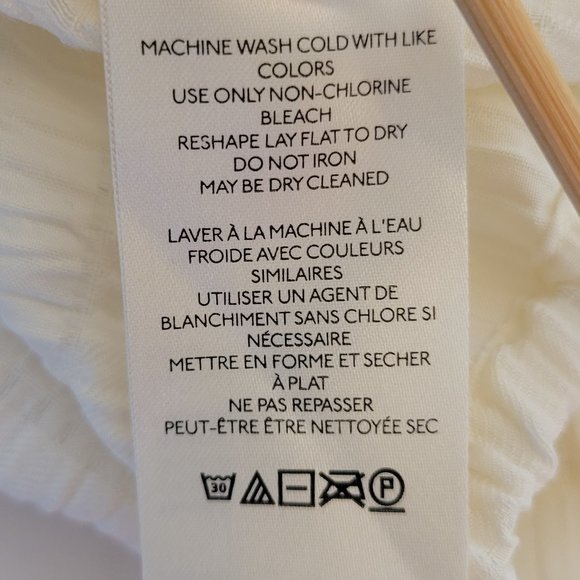 MACHINE WASH COLD WITH LIKE
COLORS
USE ONLY NON-CHLORINE
BLEACH
RESHAPE LAY FLAT TO DRY
DO NOT IRON
MAY BE DRY CLEANED
LAVER À LA MACHINE À L'EAU
FROIDE AVEC COULEURS
SIMILAIRES
UTILISER UN AGENT DE
BLANCHIMENT SANS CHLORE SI
NÉCESSAIRE
METTRE EN FORME ET SECHER
À PLAT
NE PAS REPASSER
PEUT-ÊTRE ÊTRE NETTOYÉE SEC
30 P